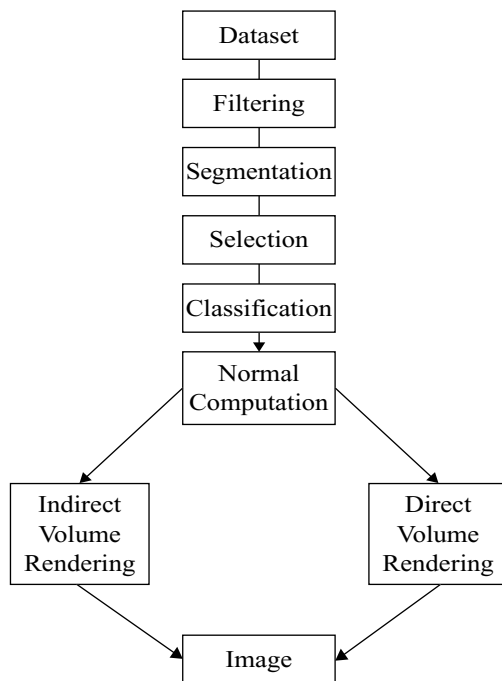 Dataset
Filtering
Segmentation
Selection
Classification
Normal
Computation
Indirect
Volume
Rendering
Direct
Volume
Rendering
Image